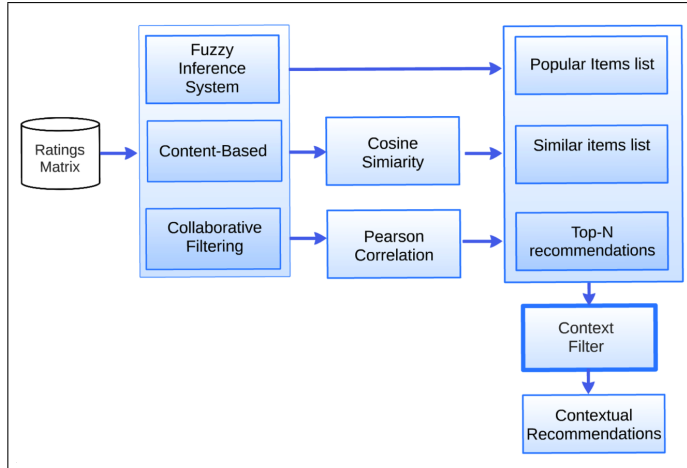 Fuzzy
Inference
System
Popular Items list
Ratings
Matrix
Content-Based
Cosine
Simiarity
Similar items list
Collaborative
Filtering
Pearson
Correlation
Top-N
recommendations
Context
Filter
Contextual
Recommendations